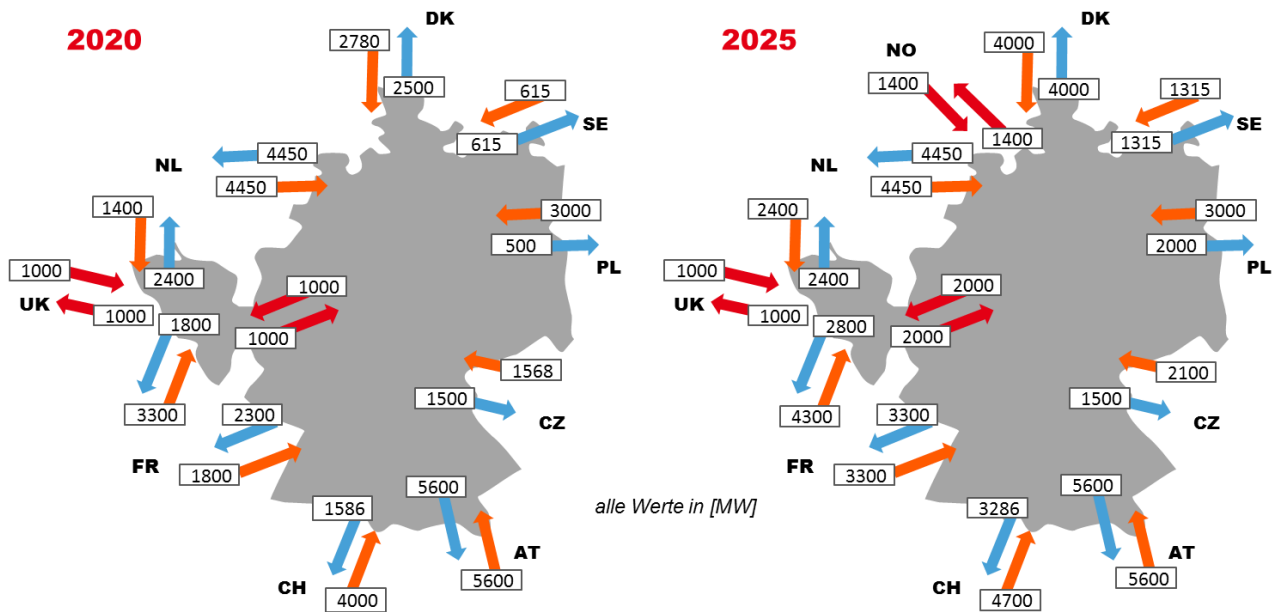 2020
DK
2780
2500
615
SE
615
NL
4450
4450
3000
PL
500
1400
2400
1000
UK
1000
1800
1000
1000
3300
1568
1500
CZ
2300
FR
1800
5600
1586
CH
4000
AT
5600
alle Werte in [MW]
2025
NO
1400
1400
DK
4000
4000
1315
SE
1315
NL
4450
4450
3000
PL
2000
2400
2400
1000
UK
1000
2800
2000
2000
4300
2100
1500
CZ
3300
FR
3300
5600
3286
CH
4700
AT
5600